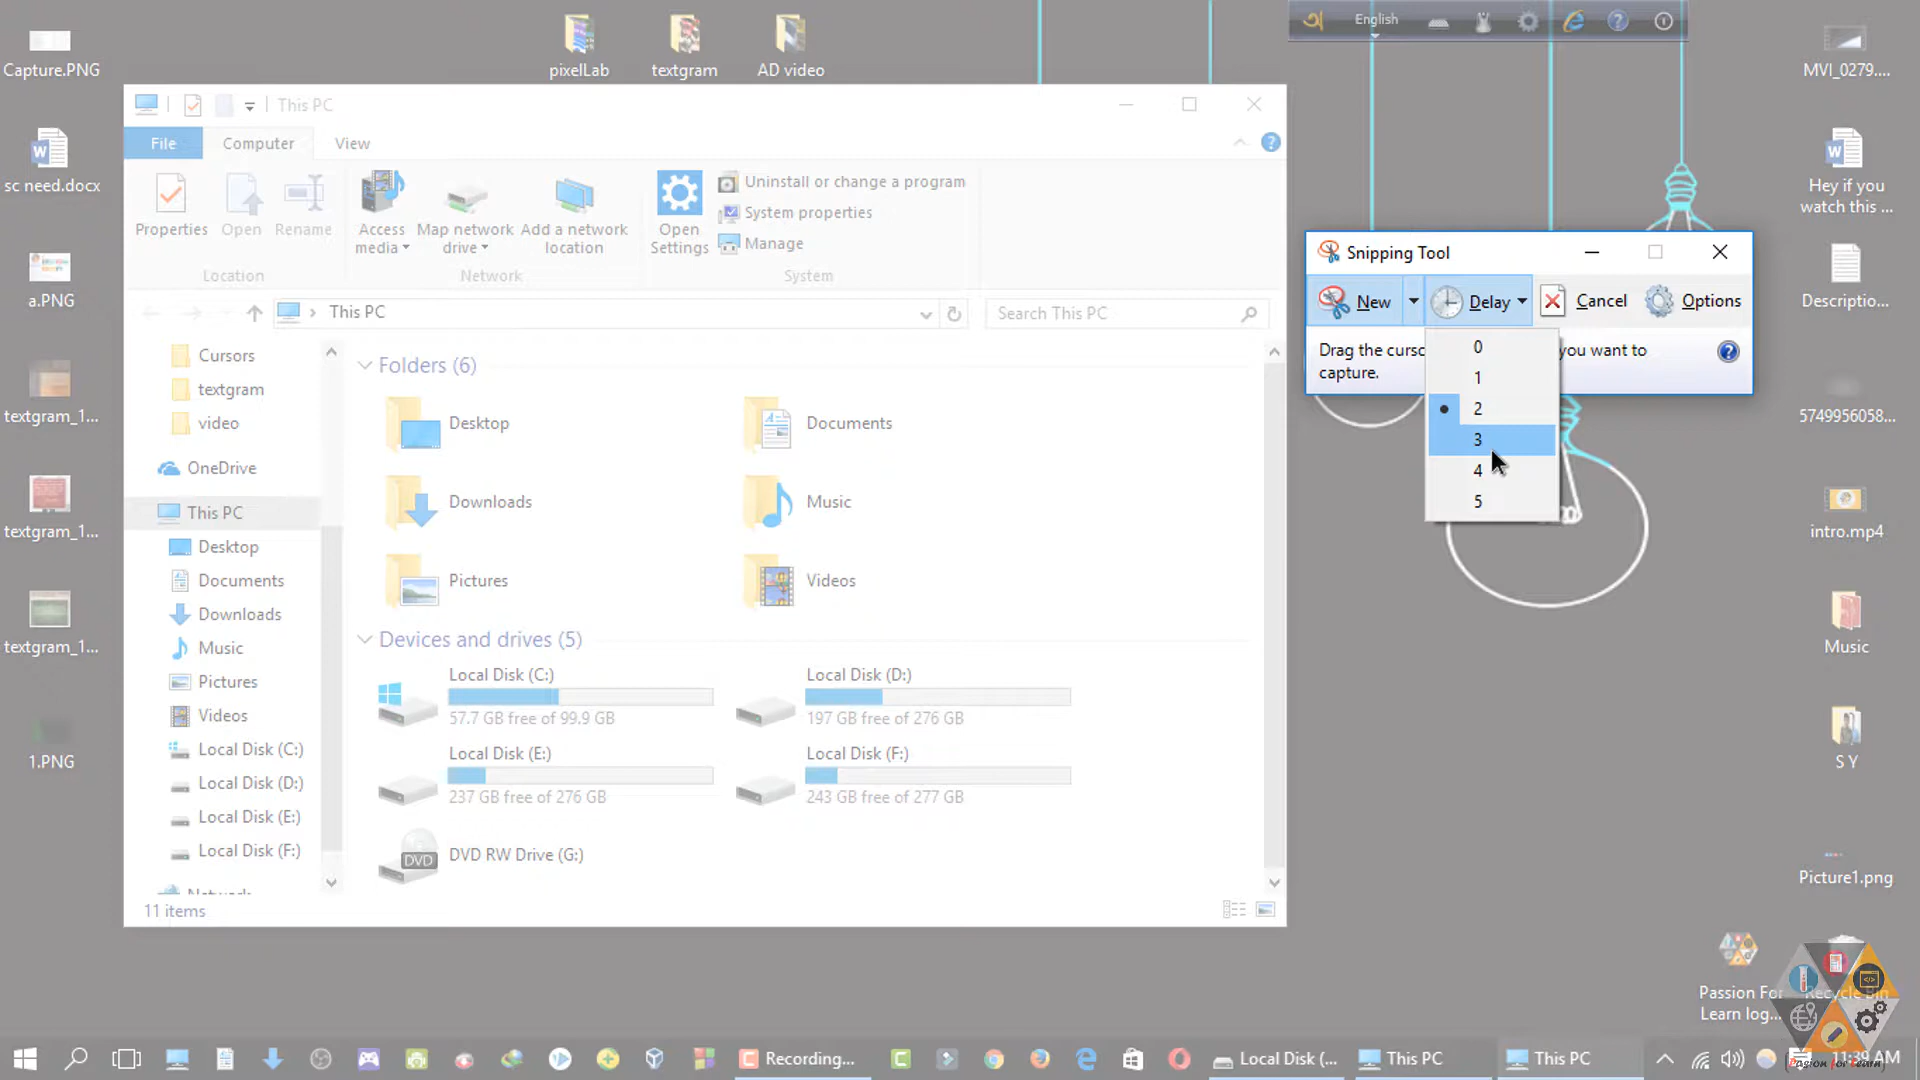 Capture.PNG
sc need.docx
a.PNG
textgram_1...
textgram_1...
textgram_1...
1.PNG
pixelLab
textgram
AD video
অ English
This PC
File
Computer
View
Properties
Open
Rename
Location
Access
media
Map network
drive
Add a network
location
Network
Open
Settings
Uninstall or change a program
System properties
Manage
System
This PC
Search This PC
Cursors
textgram
video
OneDrive
This PC
Desktop
Documents
Downloads
Music
Pictures
Videos
Local Disk (C:)
Local Disk (D:)
Local Disk (E:)
Local Disk (F:)
Network
Folders (6)
Desktop
Documents
Downloads
Music
Pictures
Videos
Devices and drives (5)
Local Disk (C:)
57.7 GB free of 99.9 GB
Local Disk (D:)
197 GB free of 276 GB
Local Disk (E:)
237 GB free of 276 GB
Local Disk (F:)
243 GB free of 277 GB
DVD
DVD RW Drive (G:)
11 items
Snipping Tool
New
Delay
Cancel
Options
Drag the curso
you want to
capture.
0
1
2
3
4
5
MVI_0279....
Hey if you
watch this ...
Descriptio...
5749956058...
intro.mp4
Music
S Y
Picture1.png
Passion For
Learn log...
Recycle Bin
Recording...
Local Disk (...
This PC
This PC
11:39 AM
Passion for Learn